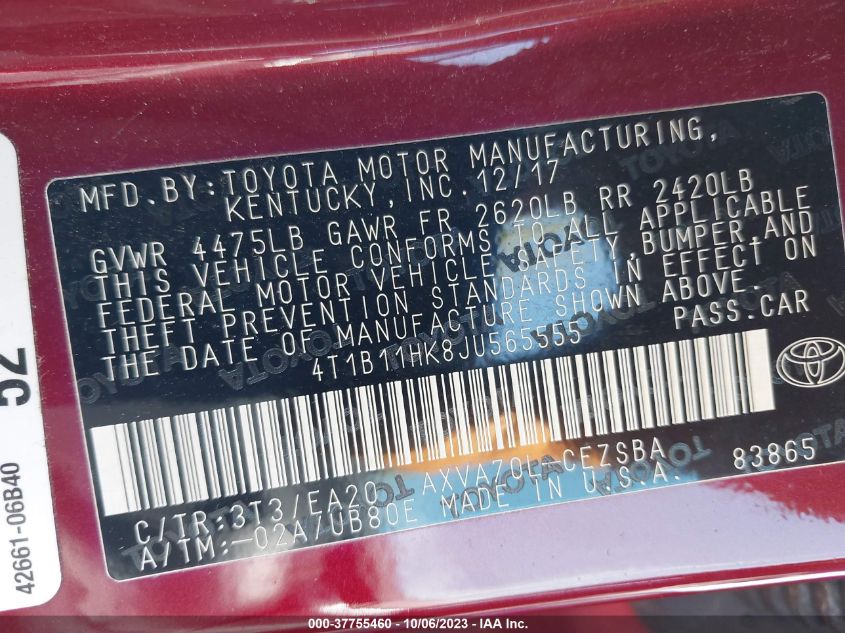 MFD.BY:TOYOTA MOTOR MANUFACTURING,
KENTUCKY,INC.12/17
GVWR 4475LB GAWR FR 2620LB RR 2420LB
THIS VEHICLE CONFORMS TO ALL APPLICABLE
FEDERAL MOTOR VEHICLE SAFETY,BUMPER,AND
THEFT PREVENTION STANDARDS IN EFFECT ON
THE DATE OF MANUFACTURE SHOWN ABOVE.
4T1B11HK8JU565555 PASS.CAR
C/TR:3T3/EA20 AXVA70L-CEZSBA 83865
A/TM:-02A/UB80E MADE IN U.S.A.
52
42661-06B40
TOYOTA
000-37755460 - 10/06/2023 - IAA Inc.